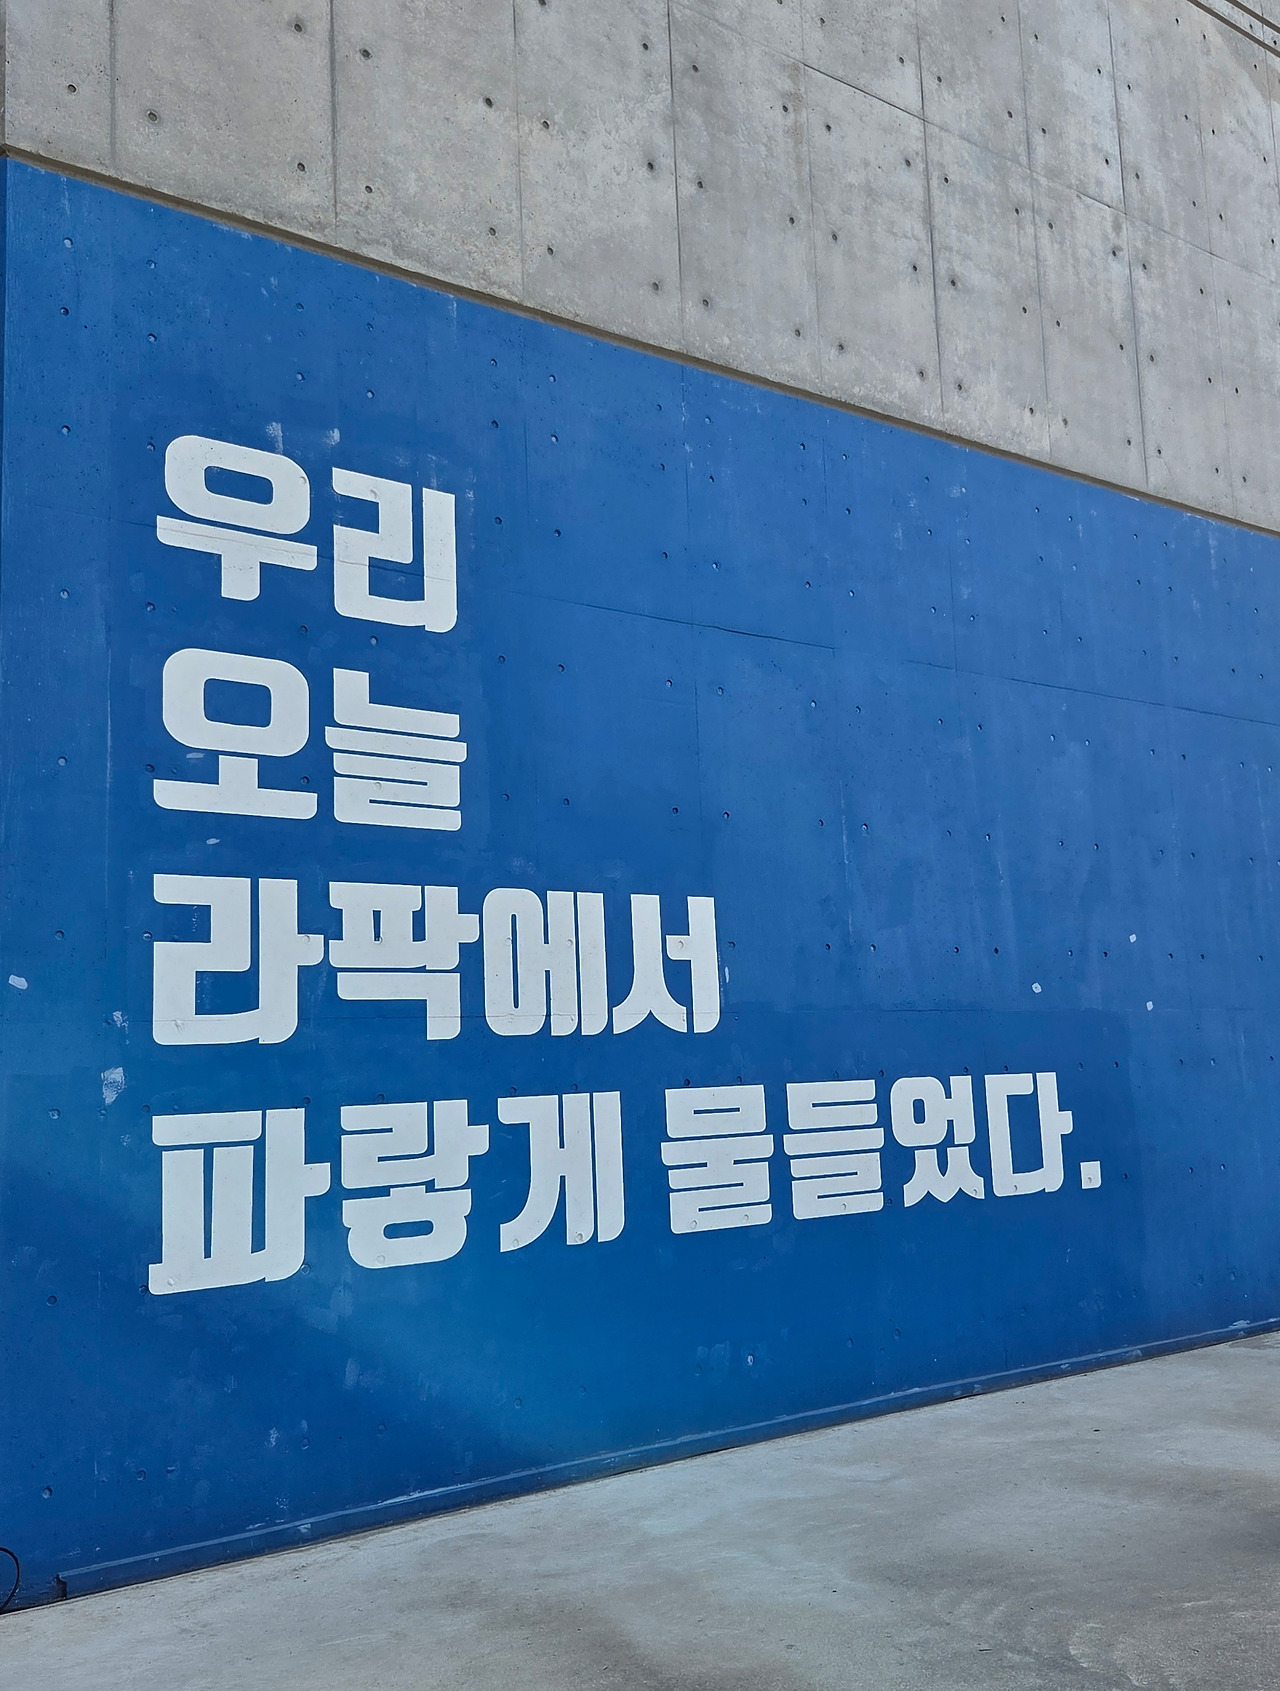 우리
오늘
라팍에서
파랗게 물들었다.